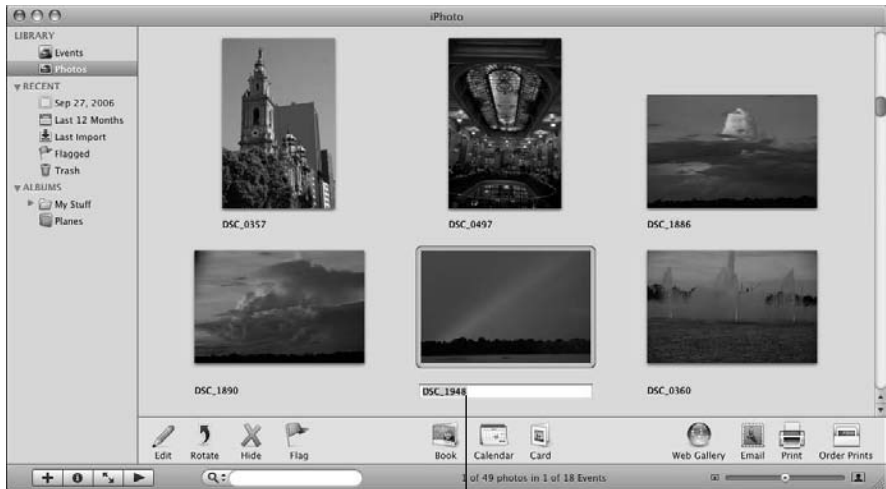 iPhoto
LIBRARY
Events
Photos
RECENT
Sep 27, 2006
Last 12 Months
Last Import
Flagged
Trash
ALBUMS
My Stuff
Planes
DSC_0357
DSC_0497
DSC_1886
DSC_1890
DSC_1948
DSC_0360
Edit
Rotate
Hide
Flag
Book
Calendar
Card
Web Gallery
Email
Print
Order Prints
1 of 49 photos in 1 of 18 Events